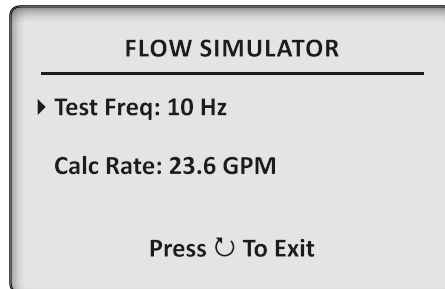 FLOW SIMULATOR
Test Freq: 10 Hz
Calc Rate: 23.6 GPM
Press ↻ To Exit